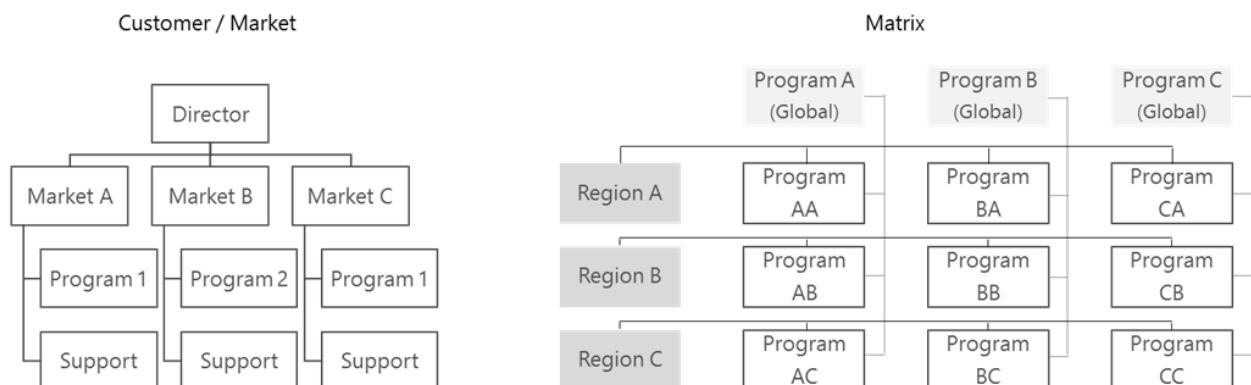 Customer / Market
Matrix
Director
Market A
Market B
Market C
Program 1
Program 2
Program 1
Support
Support
Support
Program A
(Global)
Program B
(Global)
Program C
(Global)
Region A
Program
AA
Program
BA
Program
CA
Region B
Program
AB
Program
BB
Program
CB
Region C
Program
AC
Program
BC
Program
CC